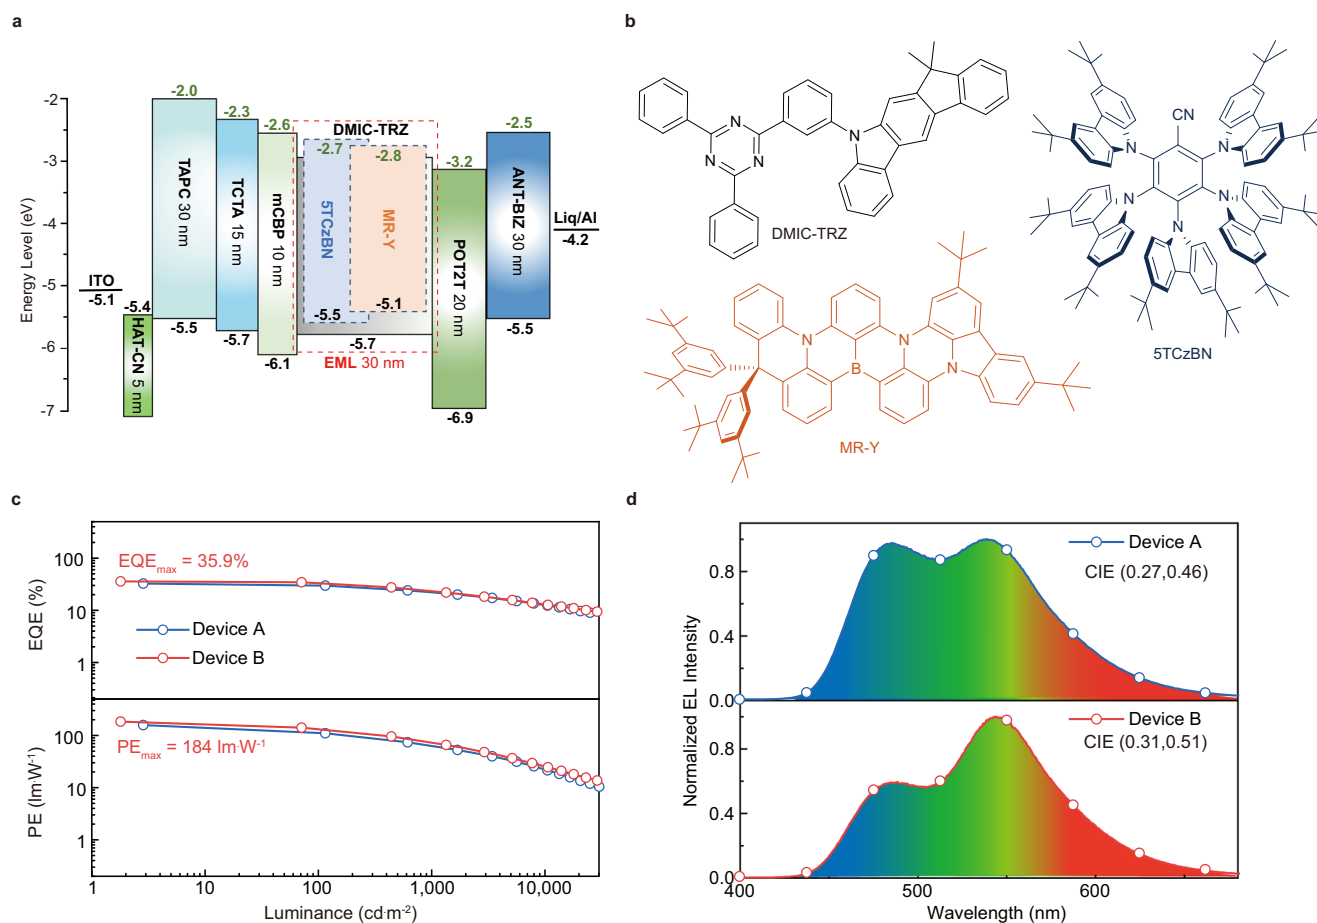 a
Energy Level (eV)
-2
-3
-4
-5
-6
-7
ITO
-5.1
-5.4
HAT-CN 5 nm
-2.0
TAPC 30 nm
-5.5
-2.3
TCTA 15 nm
-5.7
-2.6
mCBP 10 nm
-6.1
DMIC-TRZ
-2.7
5TCzBN
-5.5
-2.8
MR-Y
-5.1
-5.7
EML 30 nm
-3.2
POT2T 20 nm
-6.9
-2.5
ANT-BIZ 30 nm
-5.5
Liq/Al
-4.2
b
N
N
N
N
DMIC-TRZ
CN
N
N
N
N
N
5TCzBN
N
N
B
N
MR-Y
c
EQE (%)
100
10
1
EQEmax = 35.9%
Device A
Device B
PE (lm·W-1)
100
10
1
PEmax = 184 lm·W-1
1
10
100
1,000
10,000
Luminance (cd·m-2)
d
Normalized EL Intensity
0.8
0.4
0.0
Device A
CIE (0.27,0.46)
0.8
0.4
0.0
Device B
CIE (0.31,0.51)
400
500
600
Wavelength (nm)